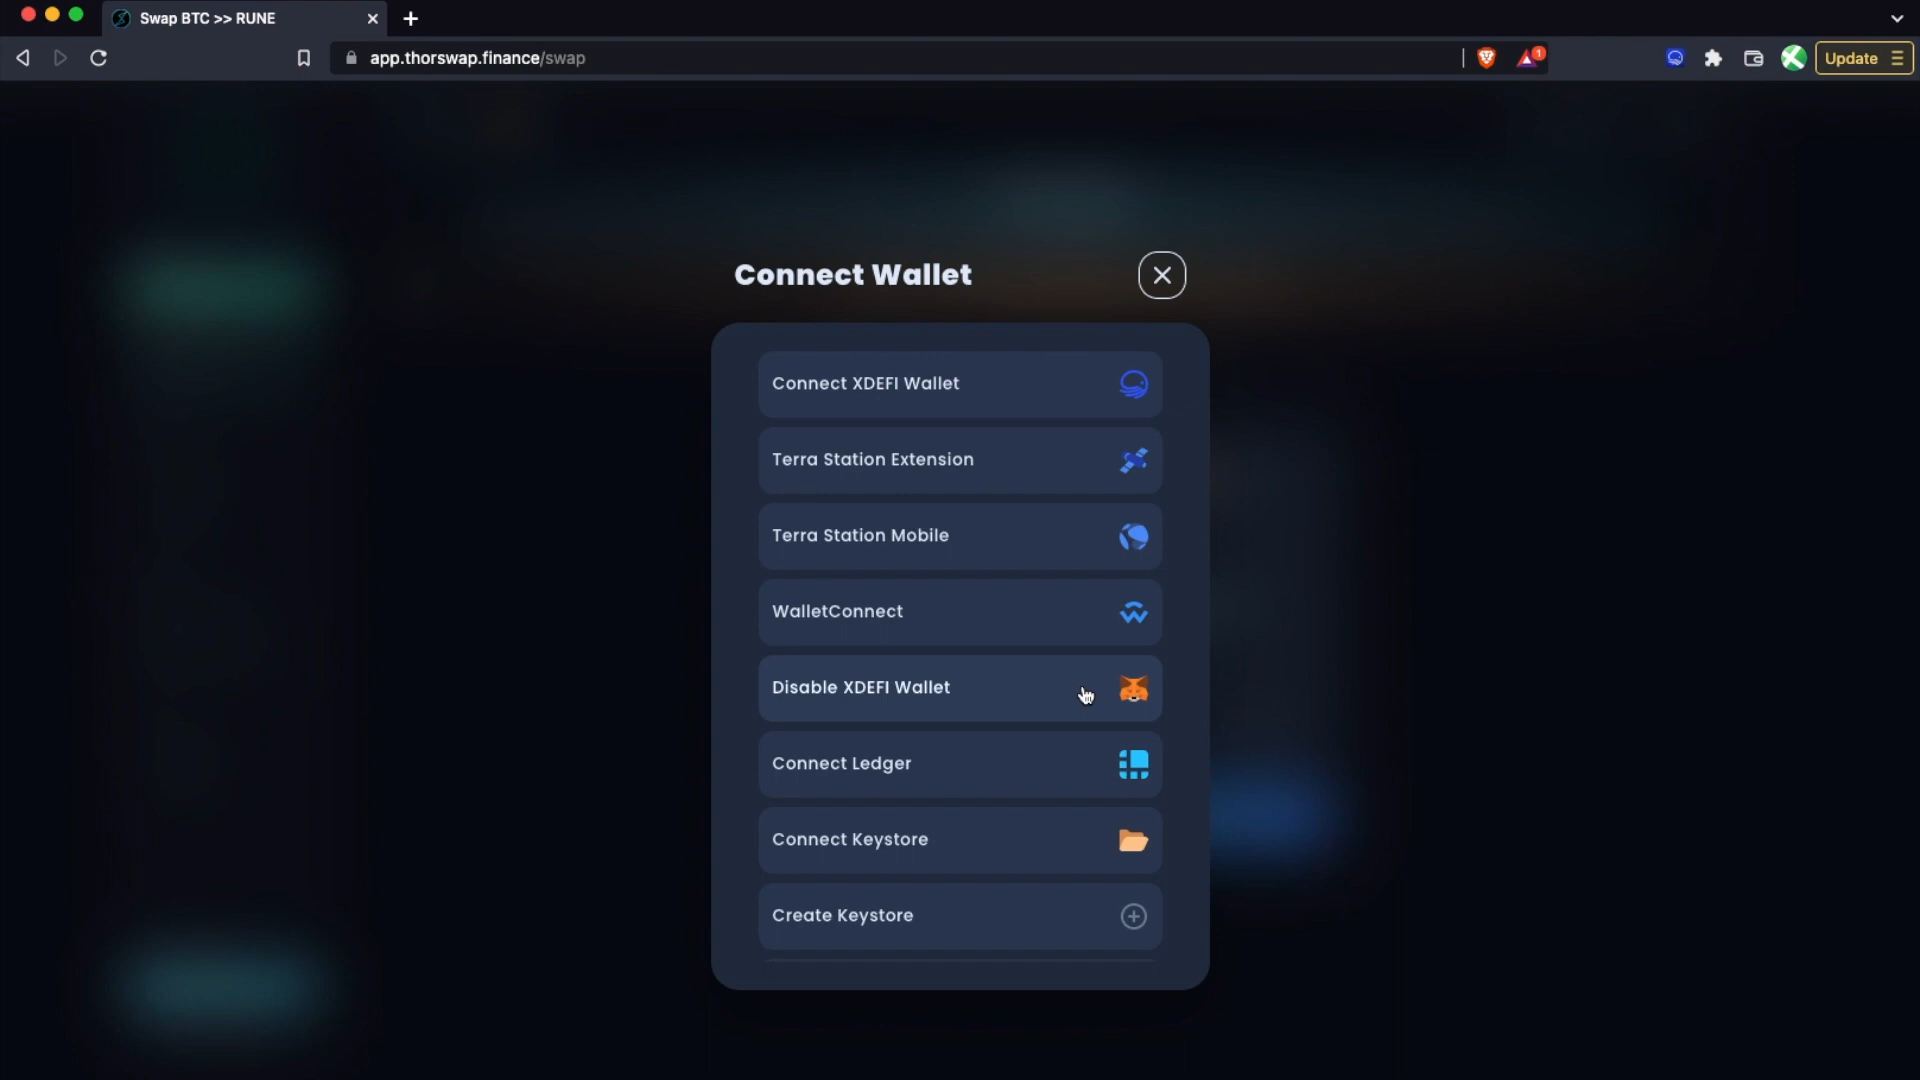 Swap BTC >> RUNE
app.thorswap.finance/swap
1
Update
Connect Wallet
Connect XDEFI Wallet
Terra Station Extension
Terra Station Mobile
WalletConnect
Disable XDEFI Wallet
Connect Ledger
Connect Keystore
Create Keystore